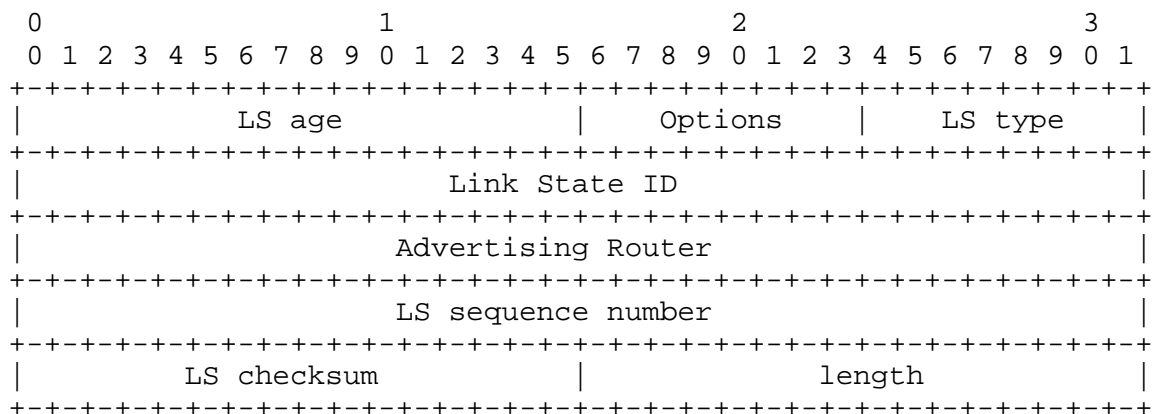 0                   1                   2                   3
0 1 2 3 4 5 6 7 8 9 0 1 2 3 4 5 6 7 8 9 0 1 2 3 4 5 6 7 8 9 0 1
+-+-+-+-+-+-+-+-+-+-+-+-+-+-+-+-+-+-+-+-+-+-+-+-+-+-+-+-+-+-+-+-+
|            LS age             |    Options    |    LS type    |
+-+-+-+-+-+-+-+-+-+-+-+-+-+-+-+-+-+-+-+-+-+-+-+-+-+-+-+-+-+-+-+-+
|                        Link State ID                          |
+-+-+-+-+-+-+-+-+-+-+-+-+-+-+-+-+-+-+-+-+-+-+-+-+-+-+-+-+-+-+-+-+
|                     Advertising Router                        |
+-+-+-+-+-+-+-+-+-+-+-+-+-+-+-+-+-+-+-+-+-+-+-+-+-+-+-+-+-+-+-+-+
|                     LS sequence number                        |
+-+-+-+-+-+-+-+-+-+-+-+-+-+-+-+-+-+-+-+-+-+-+-+-+-+-+-+-+-+-+-+-+
|         LS checksum           |             length            |
+-+-+-+-+-+-+-+-+-+-+-+-+-+-+-+-+-+-+-+-+-+-+-+-+-+-+-+-+-+-+-+-+